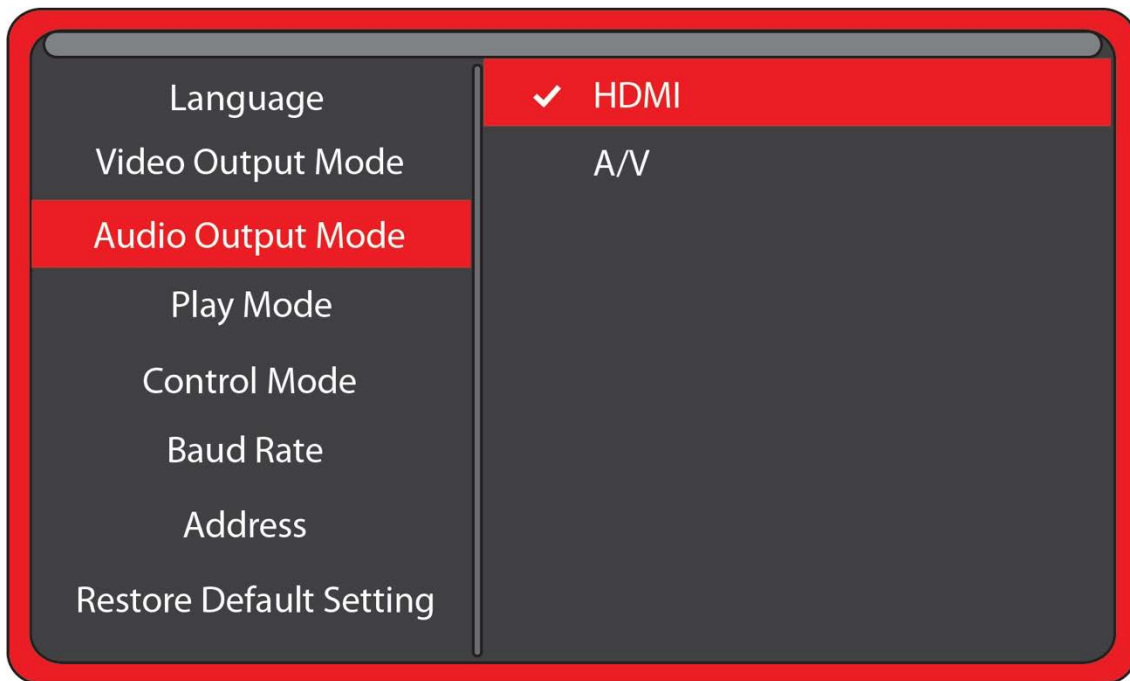 Language
Video Output Mode
Audio Output Mode
Play Mode
Control Mode
Baud Rate
Address
Restore Default Setting
HDMI
A/V